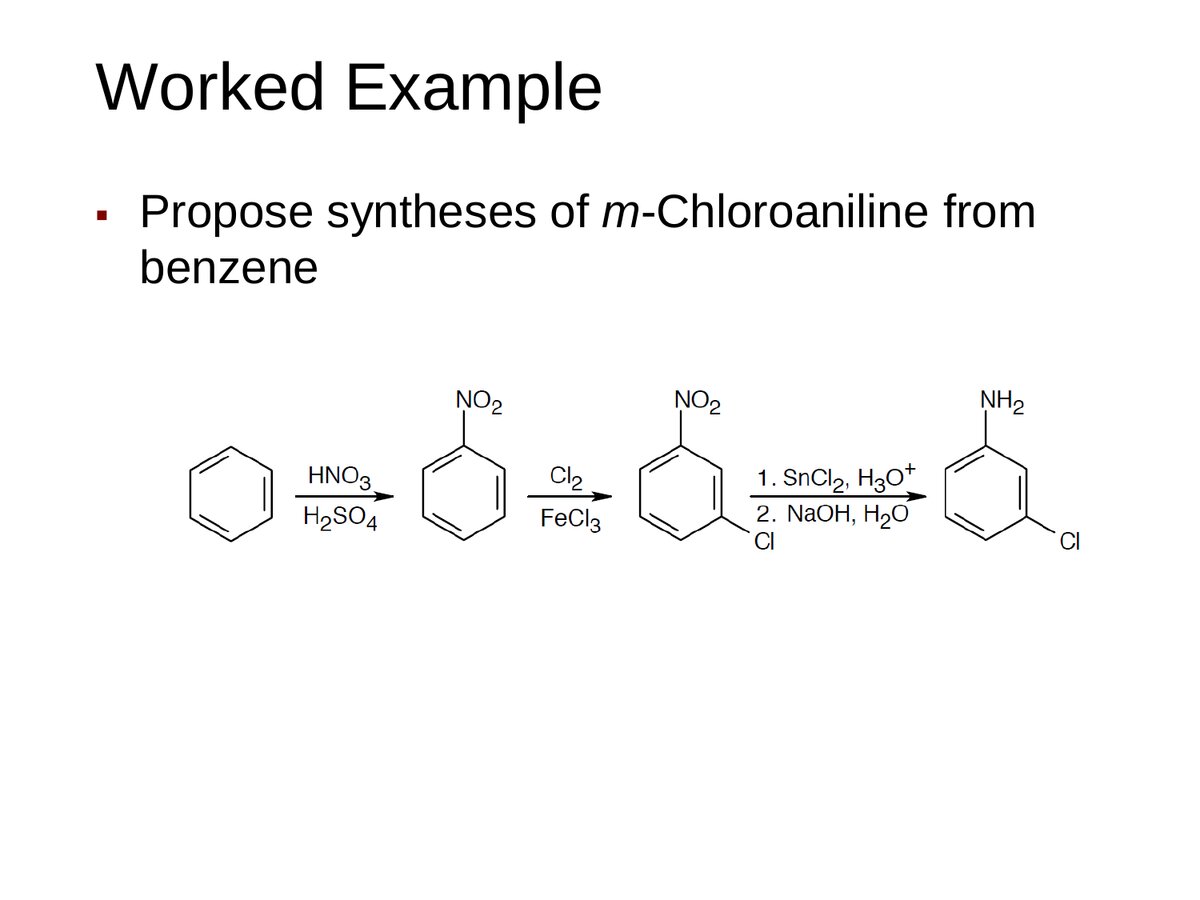 Worked Example
▪ Propose syntheses of m-Chloroaniline from
benzene
NO₂ NO₂ NH₂
HNO₃ Cl₂ 1. SnCl₂, H₃O⁺
H₂SO₄ FeCl₃ 2. NaOH, H₂O
Cl Cl